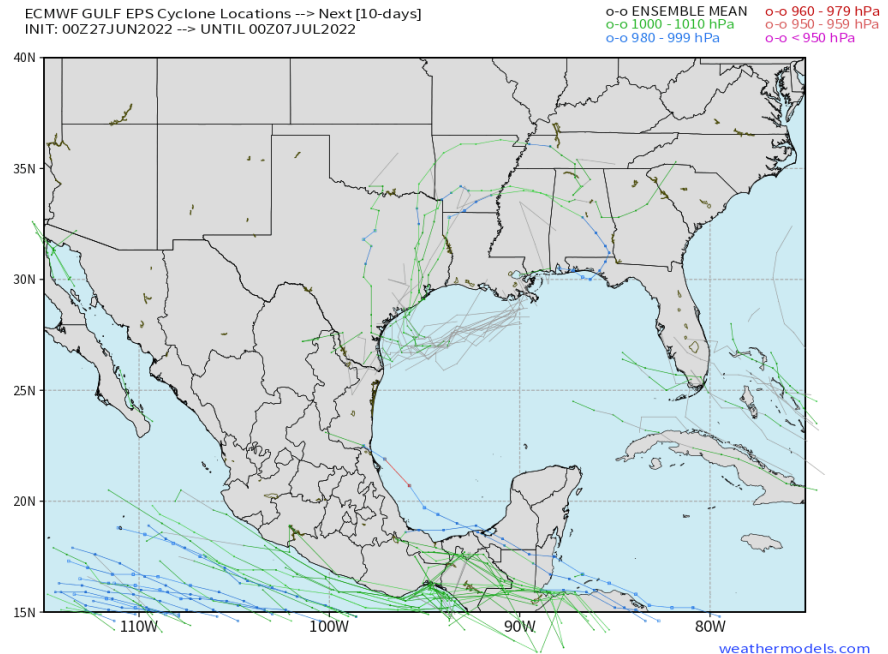 ECMWF GULF EPS Cyclone Locations --> Next [10-days]
INIT: 00Z27JUN2022 --> UNTIL 00Z07JUL2022
o-o ENSEMBLE MEAN
o-o 1000 - 1010 hPa
o-o 980 - 999 hPa
o-o 960 - 979 hPa
o-o 950 - 959 hPa
o-o < 950 hPa
40N
35N
30N
25N
20N
15N
110W 100W 90W 80W
weathermodels.com